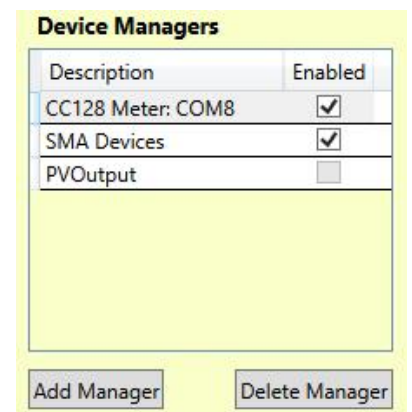 Device Managers
Description Enabled
CC128 Meter: COM8
SMA Devices
PVOutput
Add Manager Delete Manager